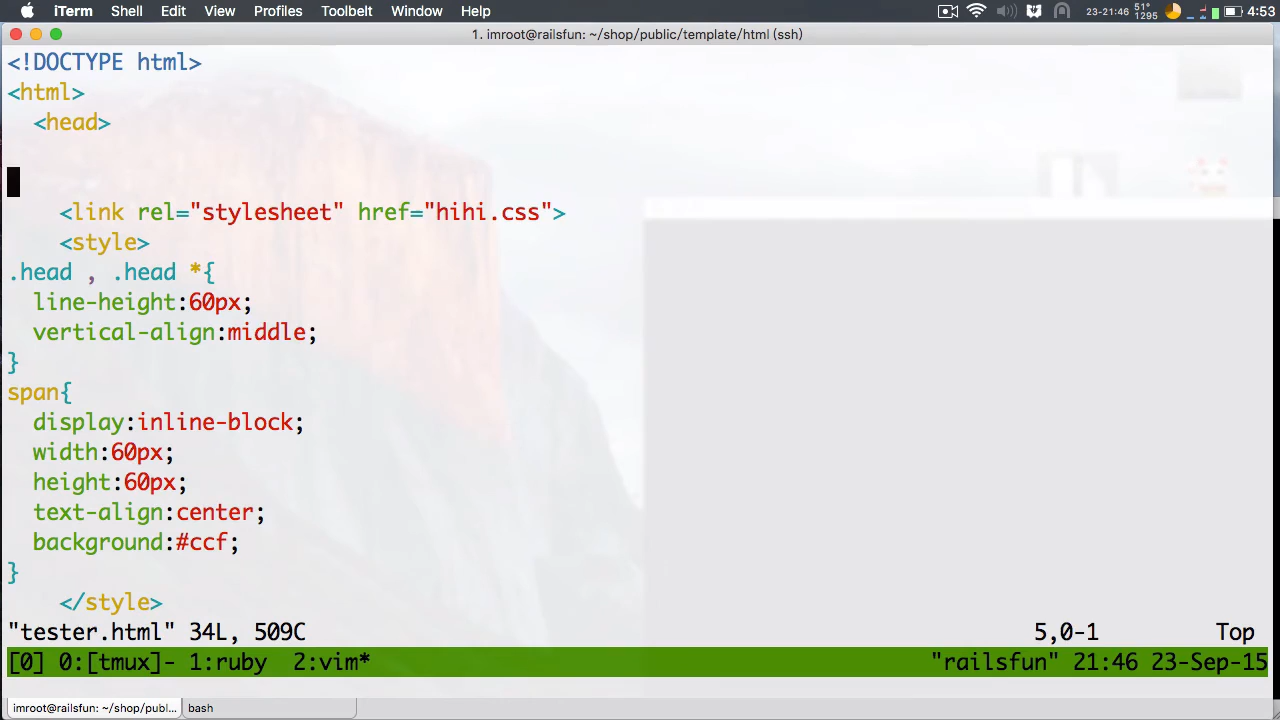 iTerm Shell Edit View Profiles Toolbelt Window Help 23-21:46 51° 1295 4:53
1. imroot@railsfun: ~/shop/public/template/html (ssh)
<!DOCTYPE html>
<html>
<head>
<link rel="stylesheet" href="hihi.css">
<style>
.head , .head *{
line-height:60px;
vertical-align:middle;
}
span{
display:inline-block;
width:60px;
height:60px;
text-align:center;
background:#ccf;
}
</style>
"tester.html" 34L, 509C 5,0-1 Top
[0] 0:[tmux]- 1:ruby 2:vim* "railsfun" 21:46 23-Sep-15
imroot@railsfun: ~/shop/publ... bash